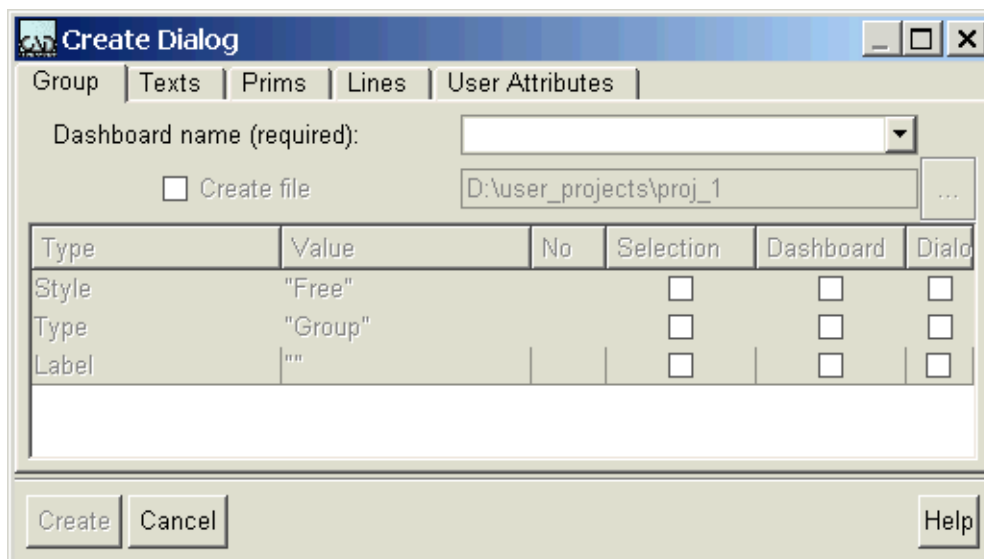 CAD Create Dialog
Group Texts Prims Lines User Attributes
Dashboard name (required):
Create file D:\user_projects\proj_1 ...
Type Value No Selection Dashboard Dialo
Style "Free"
Type "Group"
Label ""
Create Cancel Help